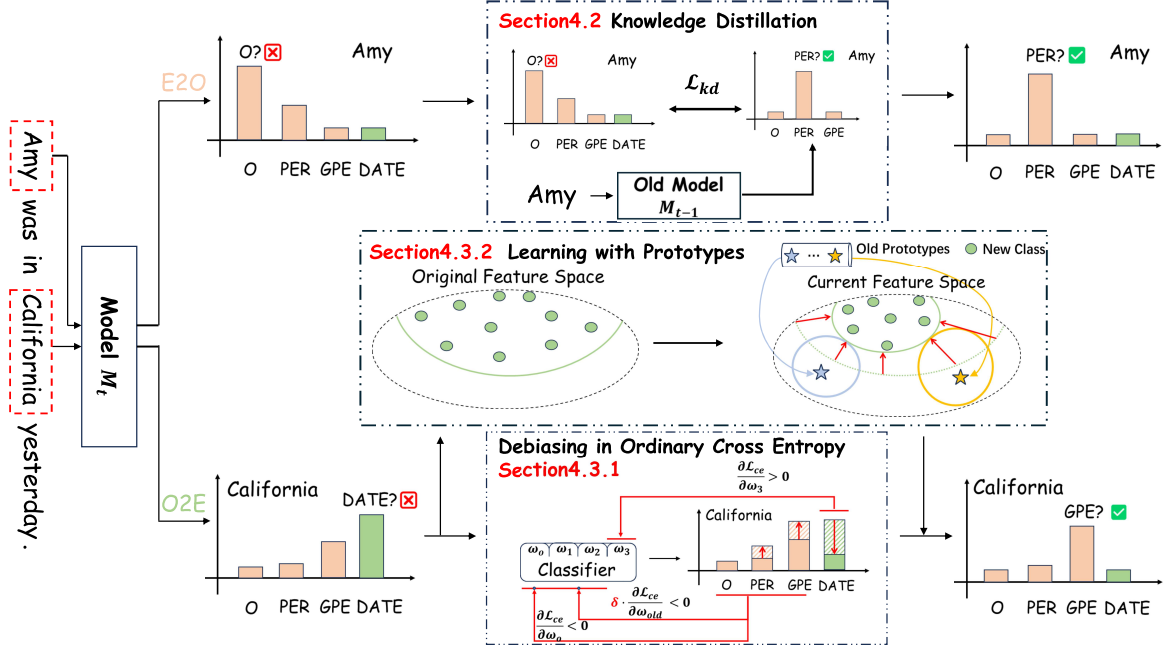 Amy was in California yesterday.
Model M_t
E2O
O?
Amy
O PER GPE DATE
Section4.2 Knowledge Distillation
O?
Amy
O PER GPE DATE
ℒ_kd
PER?
Amy
O PER GPE
Amy
Old Model
M_{t−1}
PER?
Amy
O PER GPE DATE
Section4.3.2 Learning with Prototypes
Original Feature Space
...
Old Prototypes
New Class
Current Feature Space
O2E
California
DATE?
O PER GPE DATE
Debiasing in Ordinary Cross Entropy
Section4.3.1
∂ℒ_ce/∂ω_3 > 0
ω_o ω_1 ω_2 ω_3
Classifier
California
O PER GPE DATE
δ · ∂ℒ_ce/∂ω_old < 0
∂ℒ_ce/∂ω_o < 0
California
GPE?
O PER GPE DATE